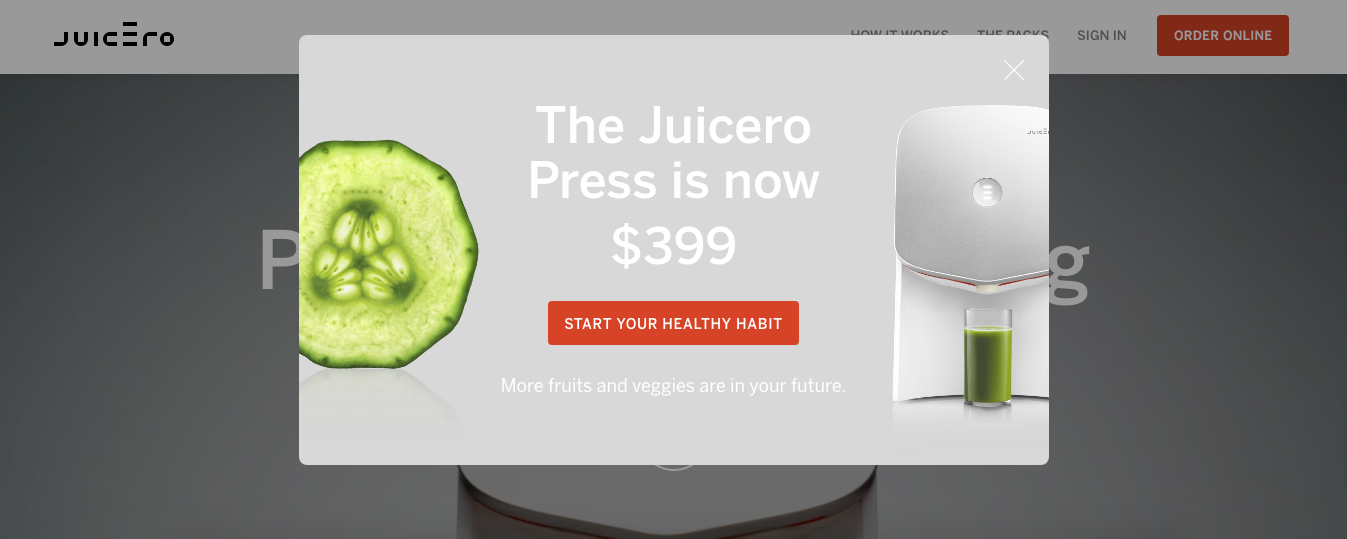 JUICERO
HOW IT WORKS
THE PACKS
SIGN IN
ORDER ONLINE
The Juicero
Press is now
$399
START YOUR HEALTHY HABIT
More fruits and veggies are in your future.
JUICERO